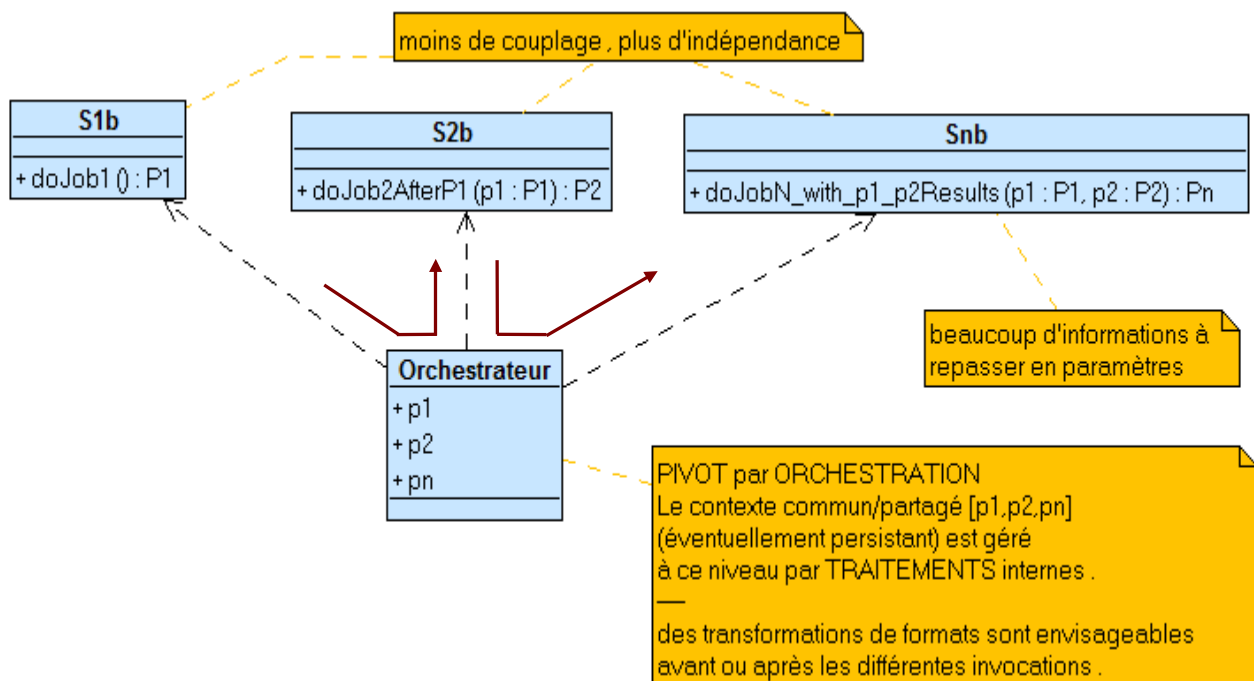 moins de couplage , plus d'indépendance
S1b
+ doJob1 () : P1
S2b
+ doJob2AfterP1 (p1 : P1) : P2
Snb
+ doJobN_with_p1_p2Results (p1 : P1, p2 : P2) : Pn
beaucoup d'informations à
repasser en paramètres
Orchestrateur
+ p1
+ p2
+ pn
PIVOT par ORCHESTRATION
Le contexte commun/partagé [p1,p2,pn]
(éventuellement persistant) est géré
à ce niveau par TRAITEMENTS internes .
—
des transformations de formats sont envisageables
avant ou après les différentes invocations .